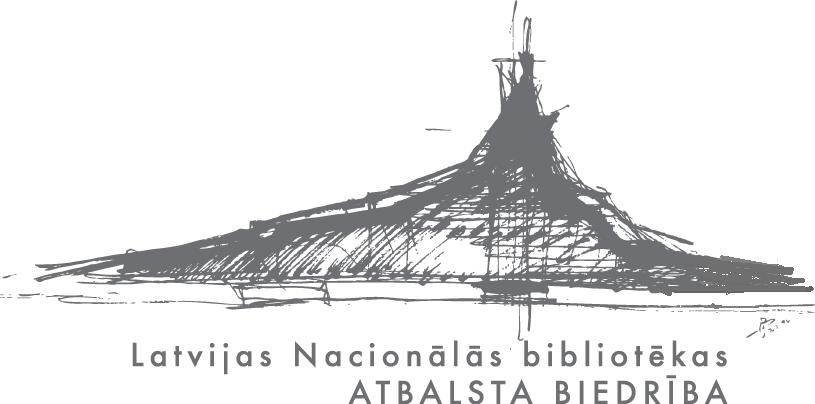 Latvijas Nacionālās bibliotēkas
ATBALSTA BIEDRĪBA